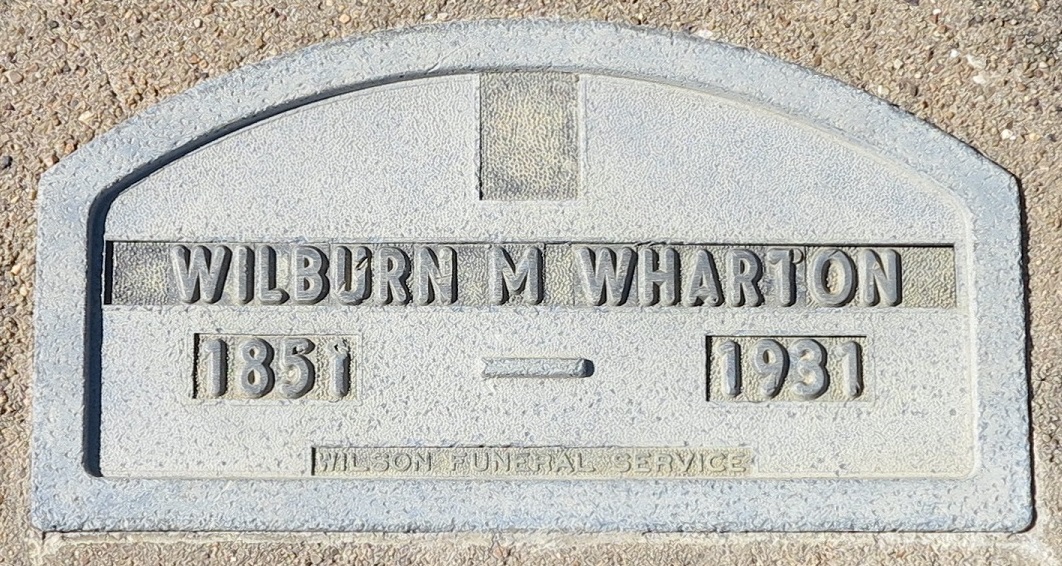 WILBURN M WHARTON
1851 — 1931
WILSON FUNERAL SERVICE